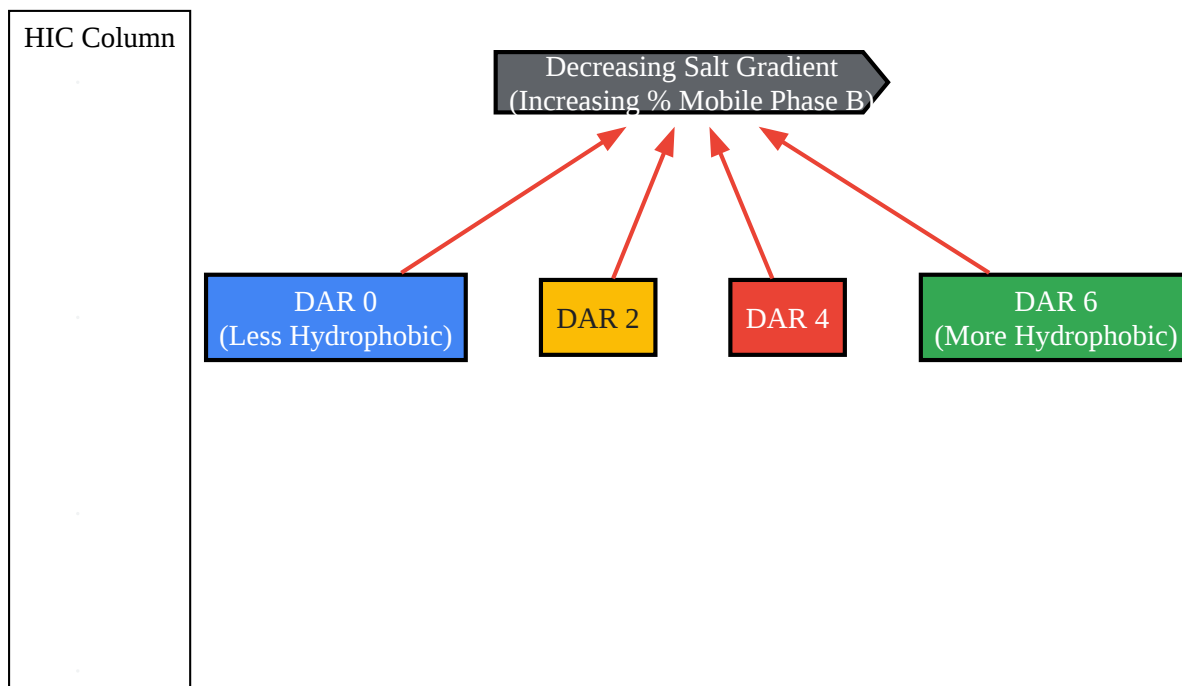 HIC Column
Decreasing Salt Gradient
(Increasing % Mobile Phase B)
DAR 0
(Less Hydrophobic)
DAR 2
DAR 4
DAR 6
(More Hydrophobic)